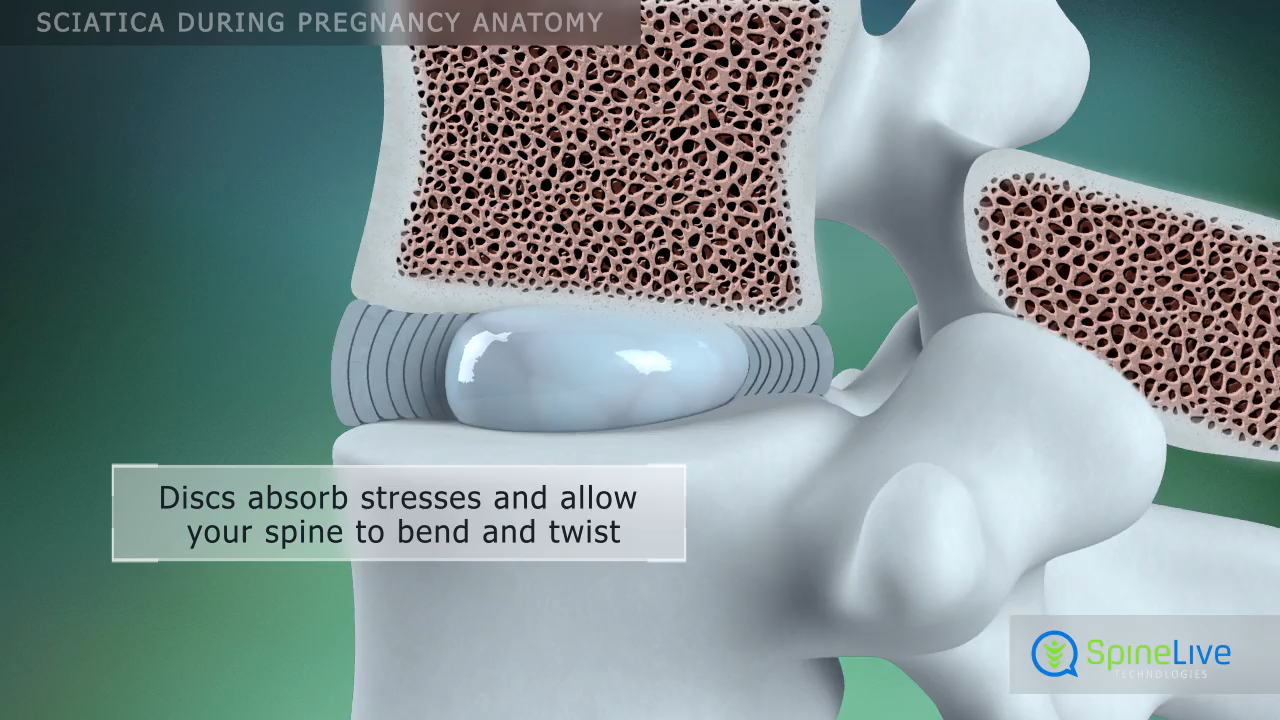 SCIATICA DURING PREGNANCY ANATOMY
Discs absorb stresses and allow
your spine to bend and twist
SpineLive
TECHNOLOGIES